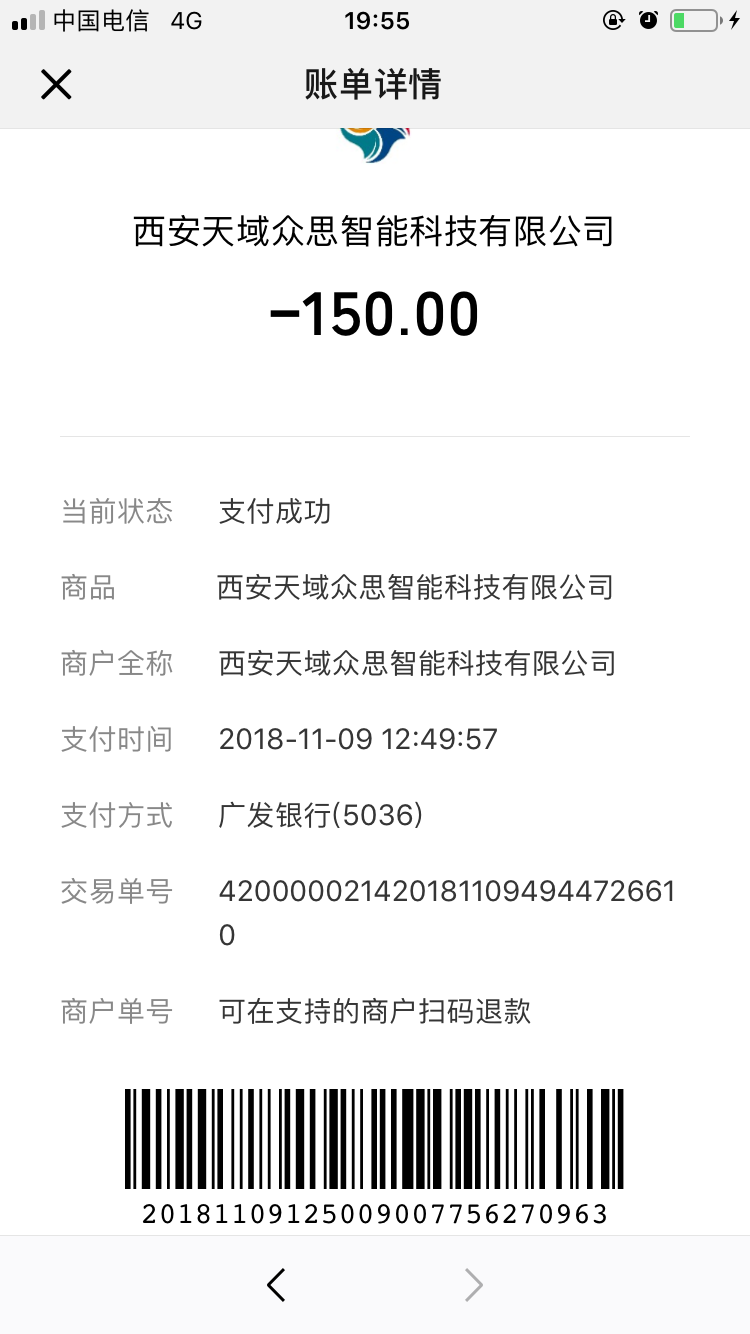 中国电信 4G 19:55
账单详情
西安天域众思智能科技有限公司
-150.00
当前状态 支付成功
商品 西安天域众思智能科技有限公司
商户全称 西安天域众思智能科技有限公司
支付时间 2018-11-09 12:49:57
支付方式 广发银行(5036)
交易单号 420000021420181109494472661
0
商户单号 可在支持的商户扫码退款
20181109125009007756270963